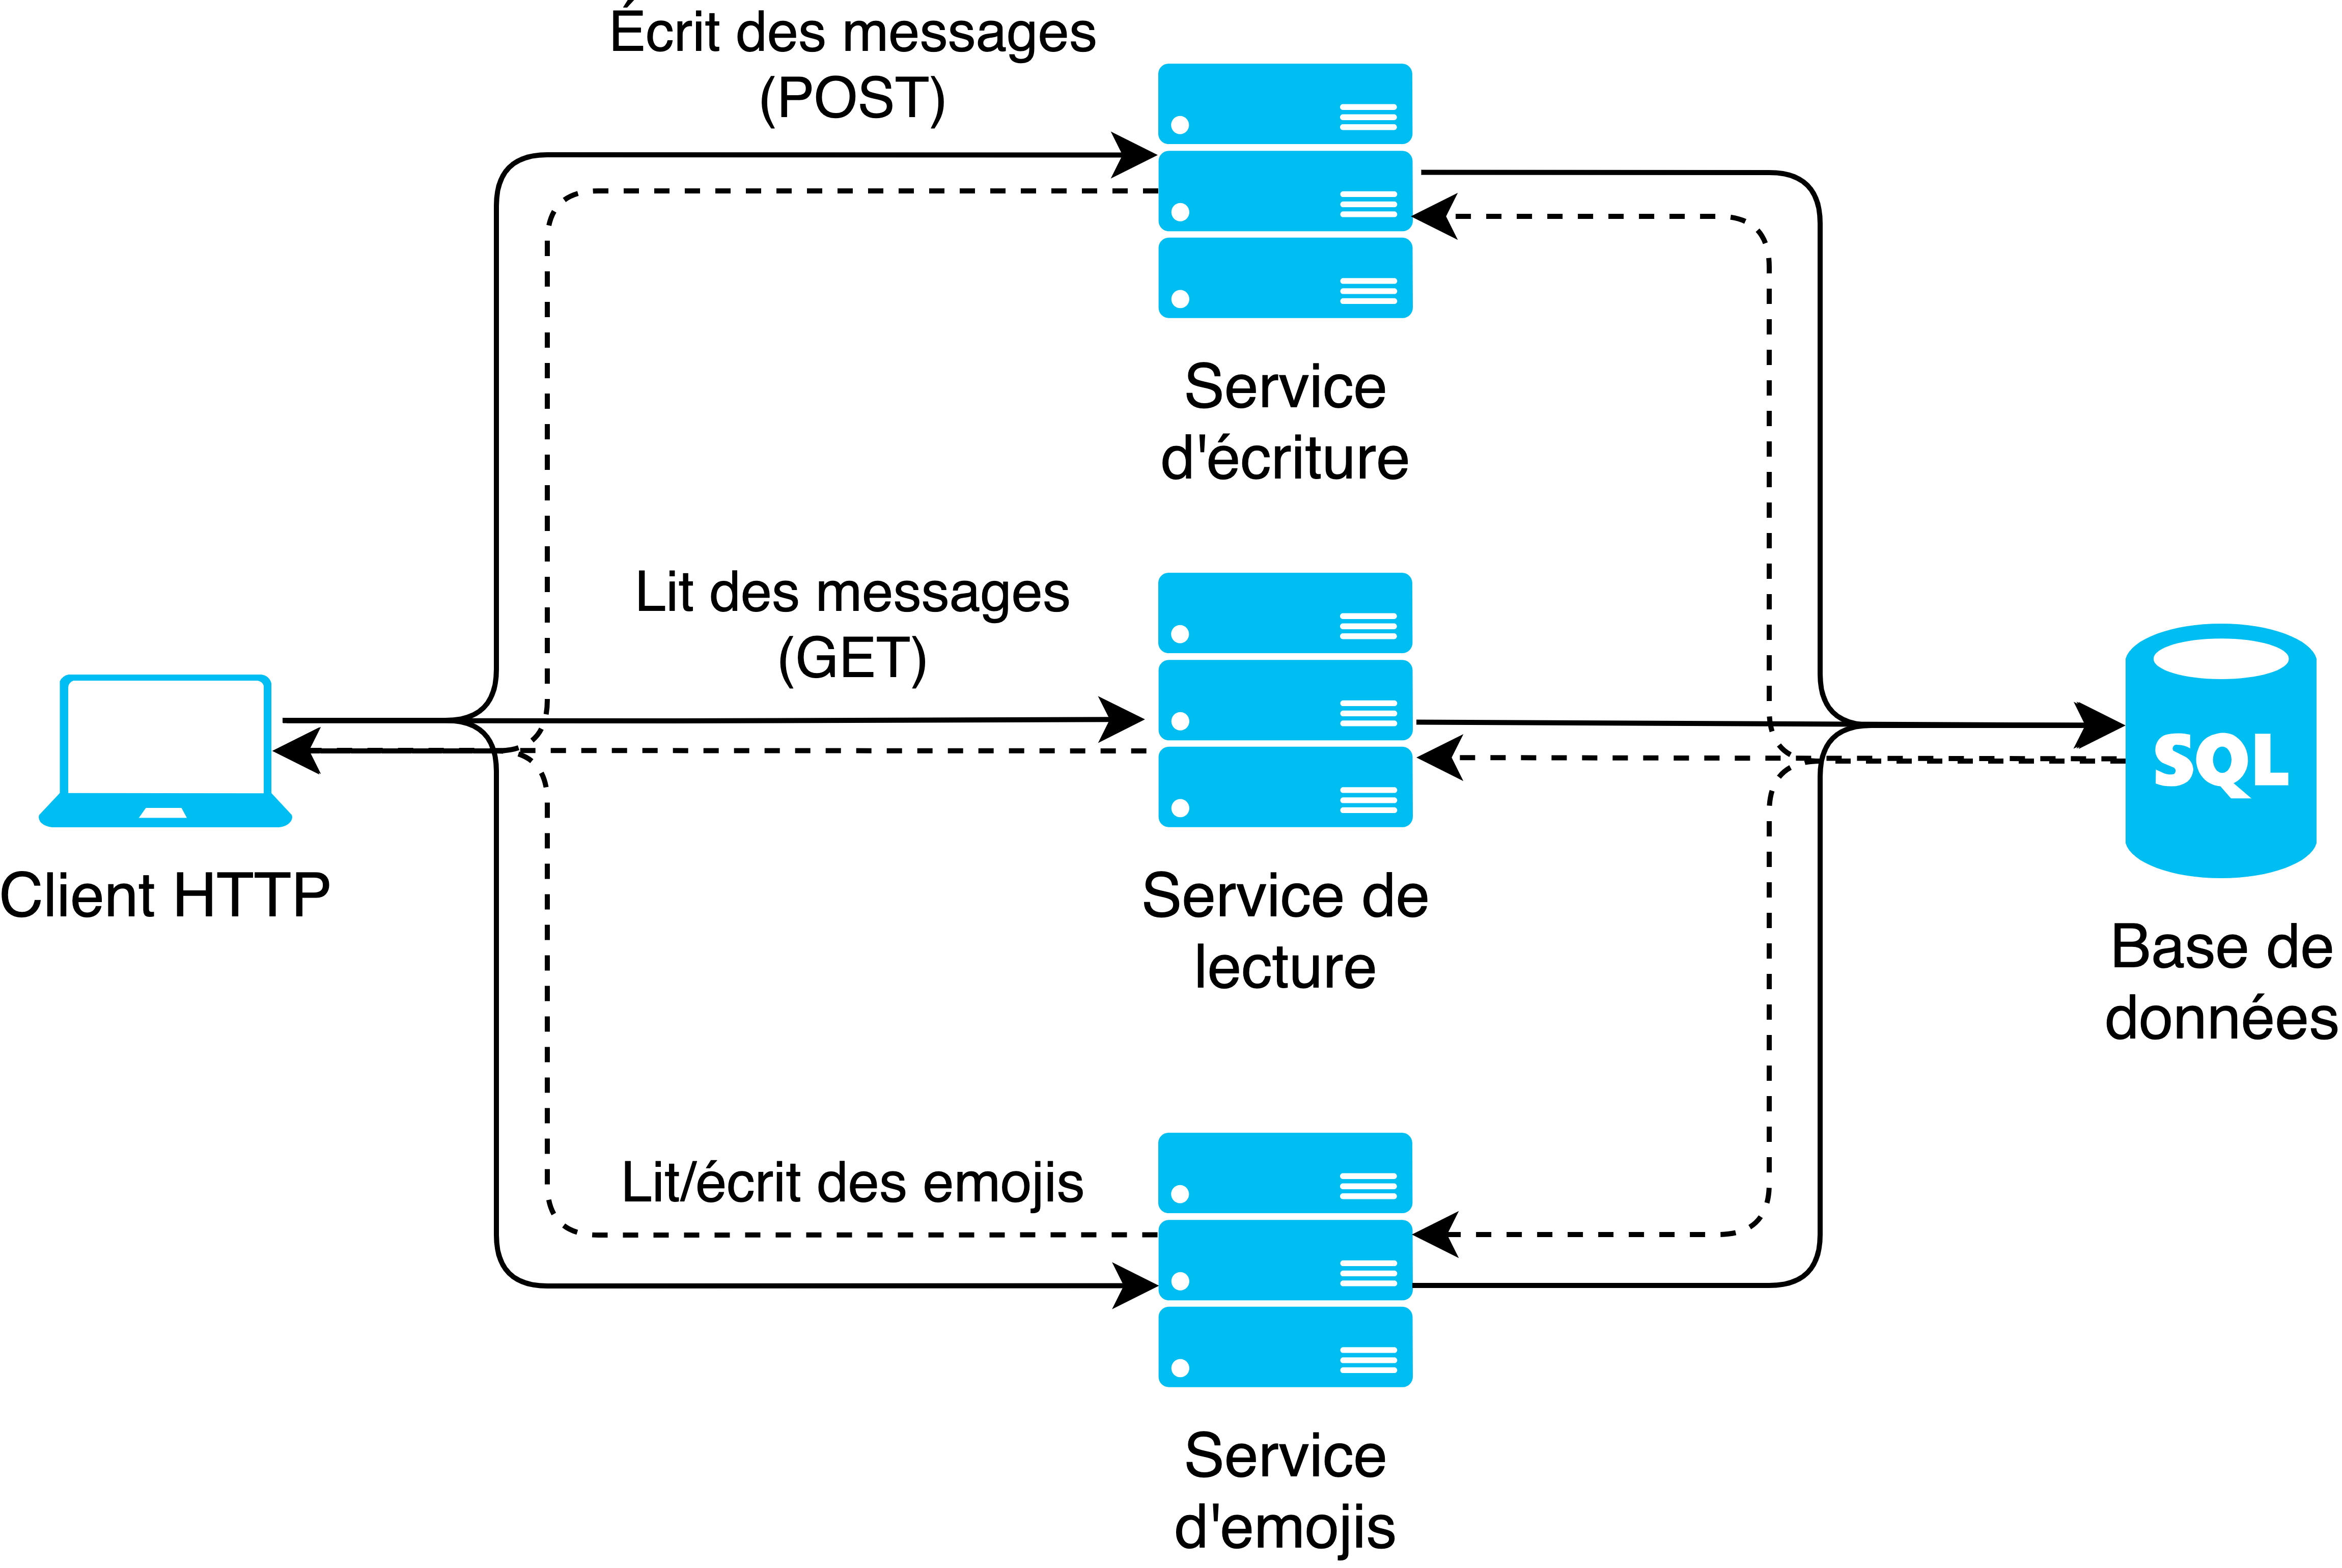 Écrit des messages
(POST)
Service
d'écriture
Lit des messages
(GET)
Client HTTP
Service de
lecture
SQL
Base de
données
Lit/écrit des emojis
Service
d'emojis